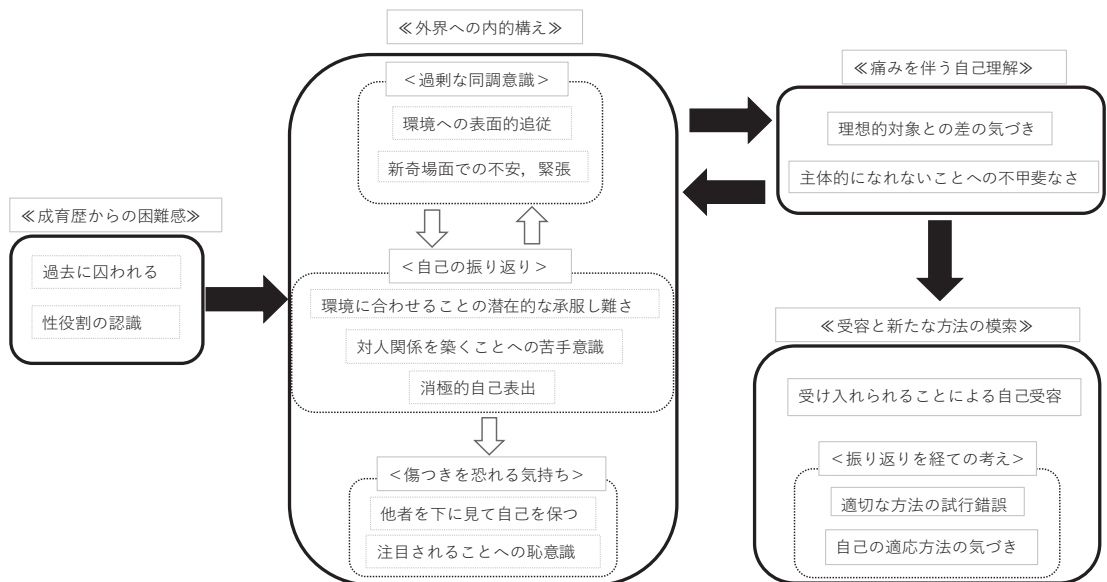 ≪成育歴からの困難感≫
過去に囚われる
性役割の認識
≪外界への内的構え≫
＜過剰な同調意識＞
環境への表面的追従
新奇場面での不安，緊張
＜自己の振り返り＞
環境に合わせることの潜在的な承服し難さ
対人関係を築くことへの苦手意識
消極的自己表出
＜傷つきを恐れる気持ち＞
他者を下に見て自己を保つ
注目されることへの恥意識
≪痛みを伴う自己理解≫
理想的対象との差の気づき
主体的になれないことへの不甲斐なさ
≪受容と新たな方法の模索≫
受け入れられることによる自己受容
＜振り返りを経ての考え＞
適切な方法の試行錯誤
自己の適応方法の気づき